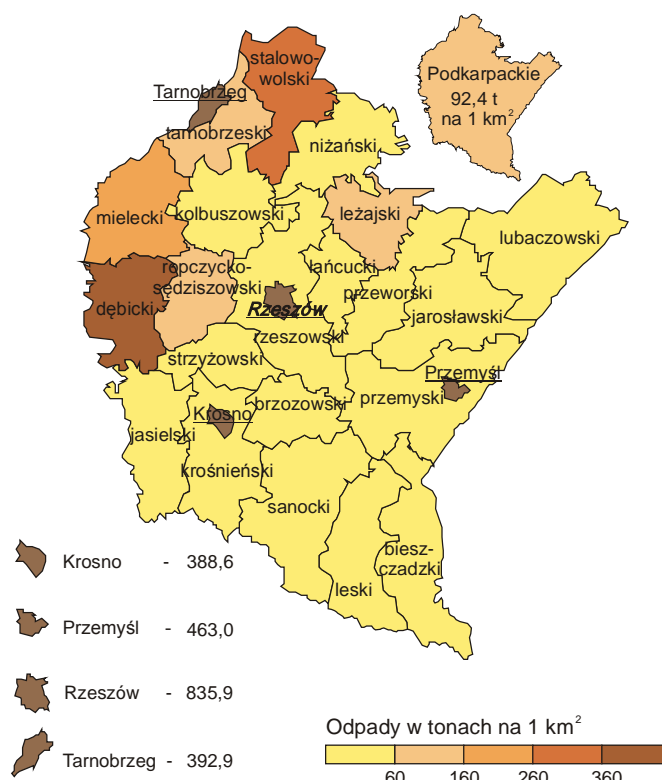 stalowo-
wolski
Podkarpackie
92,4 t
na 1 km²
Tarnobrzeg
tarnobrzeski
niżański
mielecki
kolbuszowski
leżajski
lubaczowski
ropczycko-
sędziszowski
łańcucki
przeworski
dębicki
Rzeszów
jarosławski
rzeszowski
strzyżowski
Przemyśl
przemyski
Krosno
brzozowski
jasielski
krośnieński
sanocki
biesz-
czadzki
leski
Krosno - 388,6
Przemyśl - 463,0
Rzeszów - 835,9
Tarnobrzeg - 392,9
Odpady w tonach na 1 km²
60 160 260 360